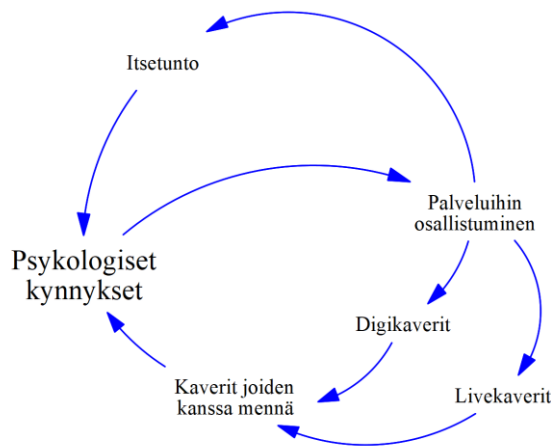 Itsetunto
Palveluihin
osallistuminen
Psykologiset
kynnykset
Digikaverit
Kaverit joiden
kanssa mennä
Livekaverit